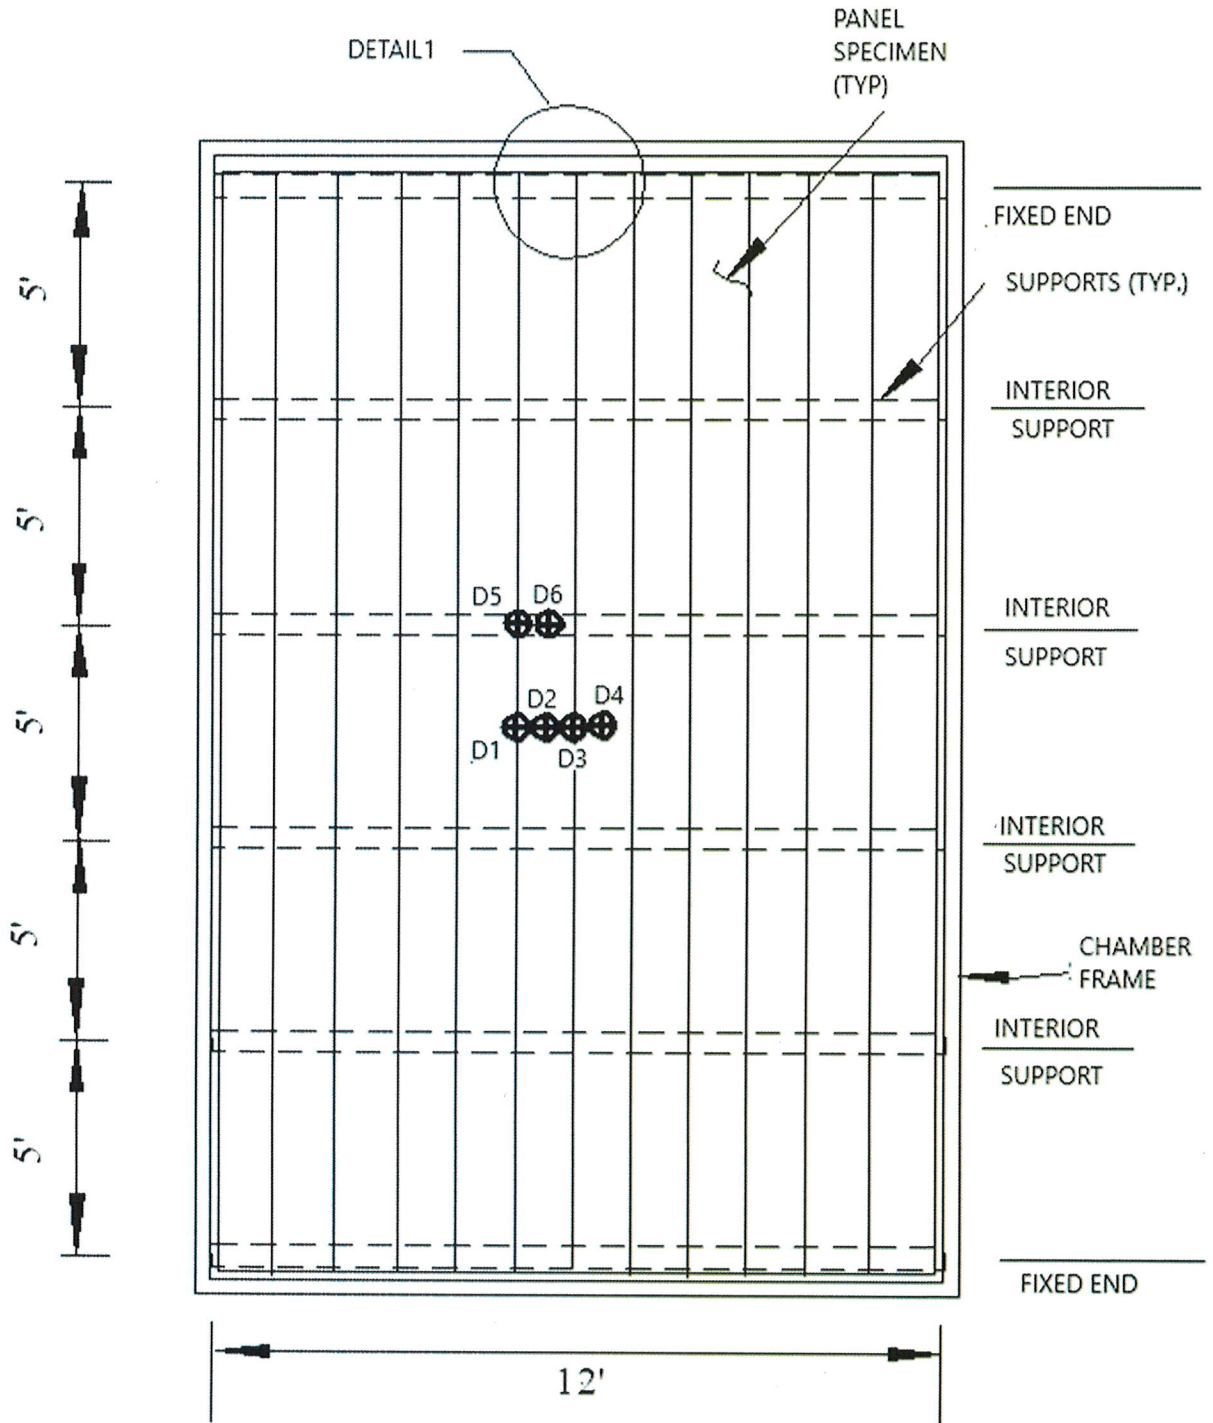 PANEL
SPECIMEN
(TYP)
DETAIL1
FIXED END
5'
SUPPORTS (TYP.)
INTERIOR
SUPPORT
5'
D5 D6
INTERIOR
SUPPORT
D2 D4
5'
D1 D3
INTERIOR
SUPPORT
5'
CHAMBER
FRAME
INTERIOR
SUPPORT
5'
FIXED END
12'